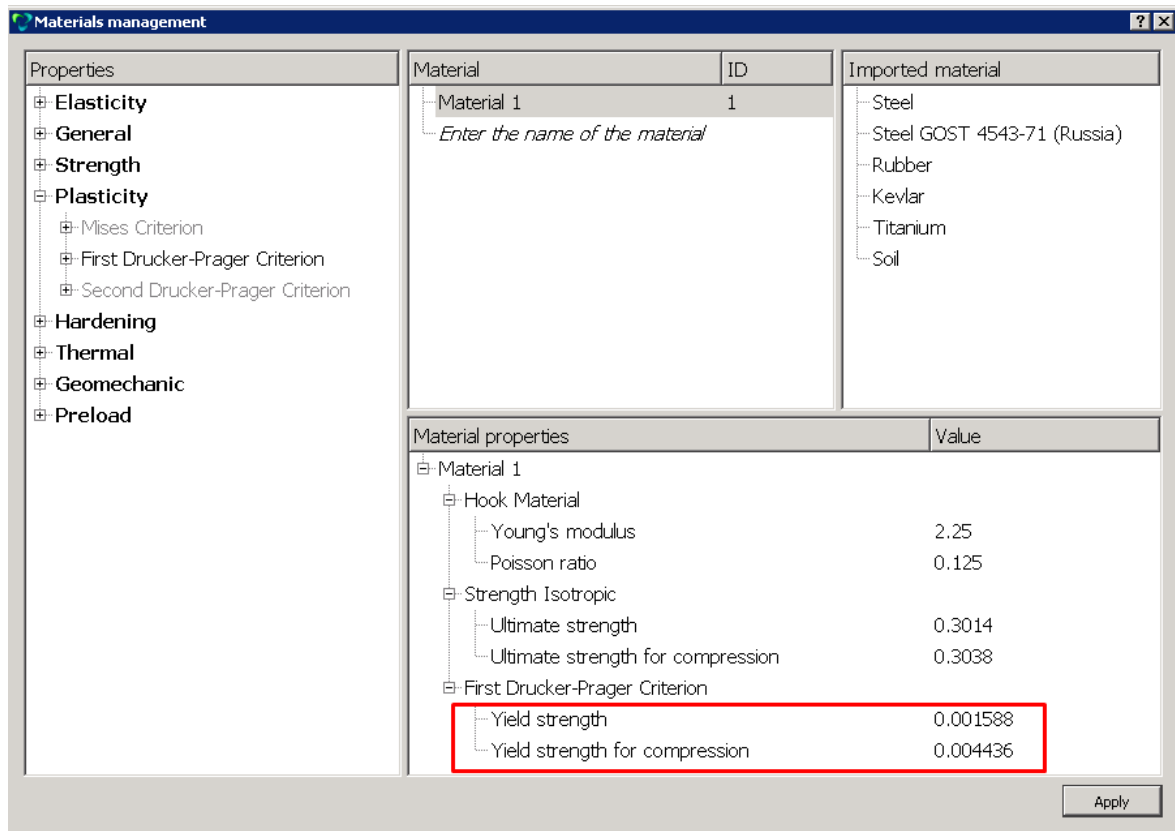 Materials management
Properties
Elasticity
General
Strength
Plasticity
Mises Criterion
First Drucker-Prager Criterion
Second Drucker-Prager Criterion
Hardening
Thermal
Geomechanic
Preload
Material ID
Material 1 1
Enter the name of the material
Imported material
Steel
Steel GOST 4543-71 (Russia)
Rubber
Kevlar
Titanium
Soil
Material properties Value
Material 1
Hook Material
Young's modulus 2.25
Poisson ratio 0.125
Strength Isotropic
Ultimate strength 0.3014
Ultimate strength for compression 0.3038
First Drucker-Prager Criterion
Yield strength 0.001588
Yield strength for compression 0.004436
Apply